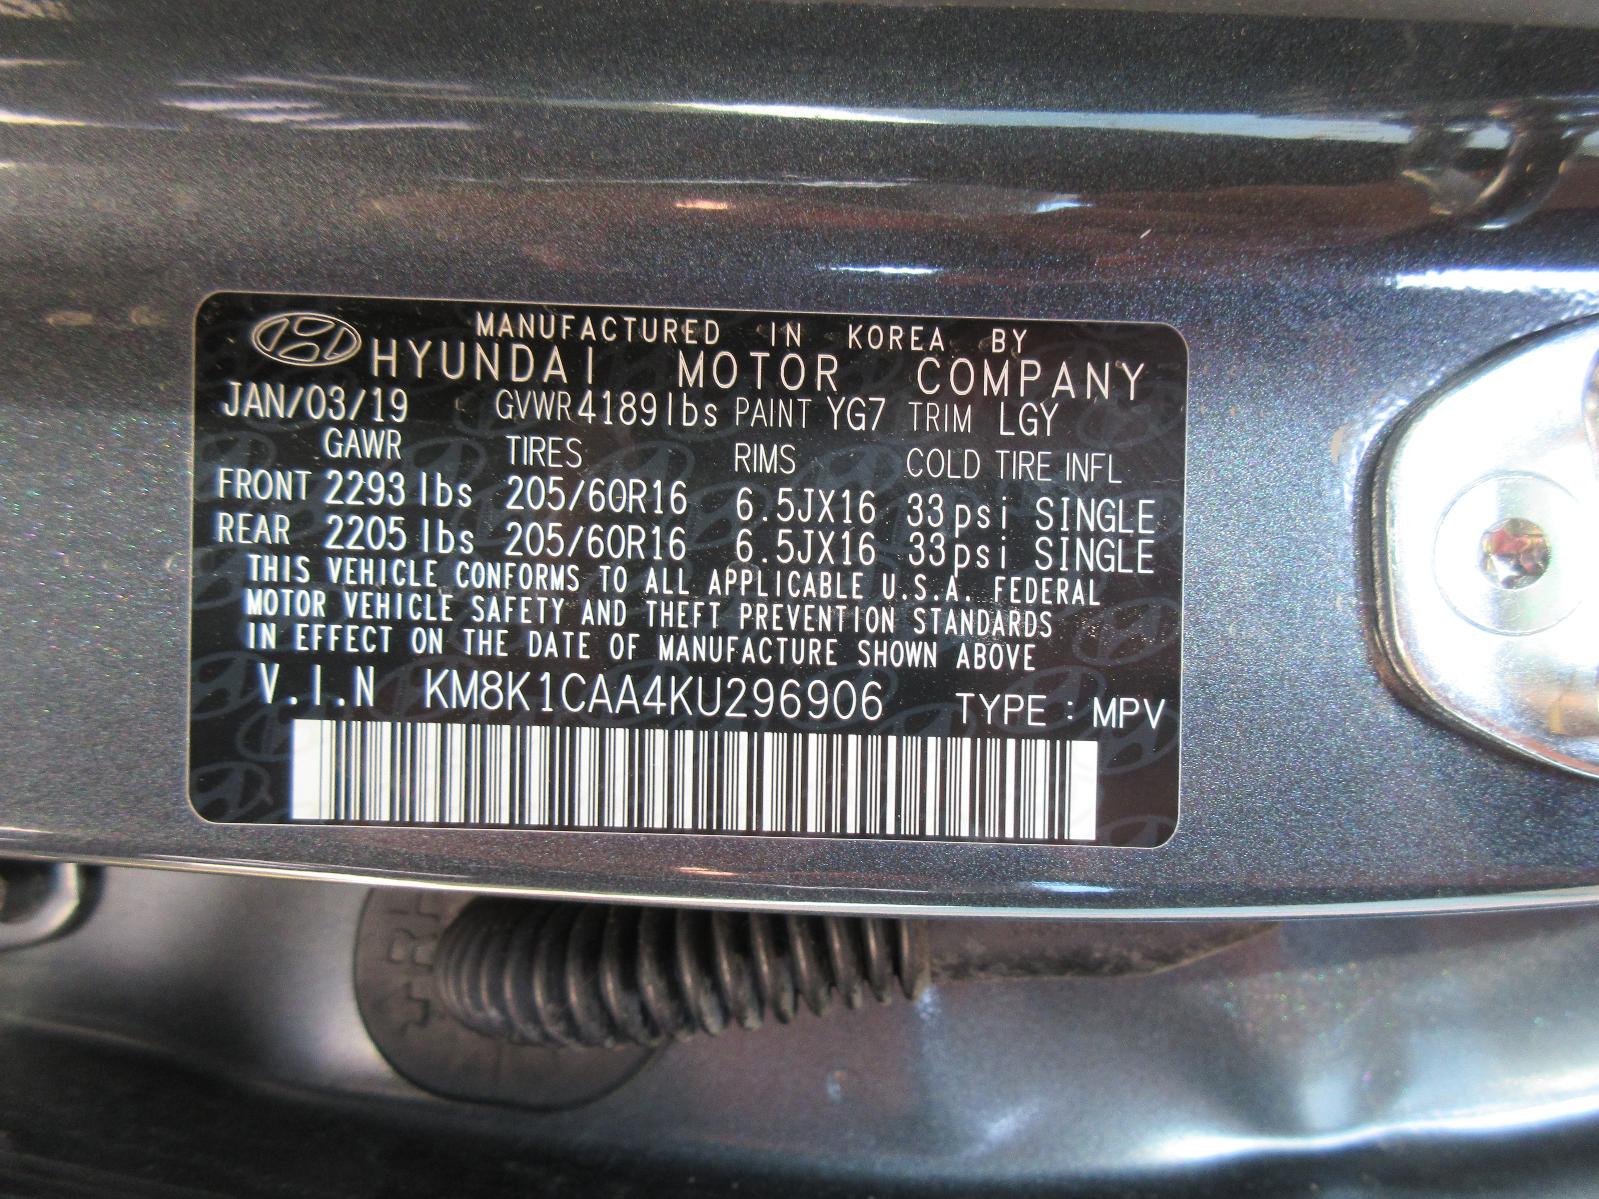 MANUFACTURED IN KOREA BY
HYUNDAI MOTOR COMPANY
JAN/03/19 GVWR 4189lbs PAINT YG7 TRIM LGY
GAWR TIRES RIMS COLD TIRE INFL
FRONT 2293 lbs 205/60R16 6.5JX16 33psi SINGLE
REAR 2205 lbs 205/60R16 6.5JX16 33psi SINGLE
THIS VEHICLE CONFORMS TO ALL APPLICABLE U.S.A. FEDERAL
MOTOR VEHICLE SAFETY AND THEFT PREVENTION STANDARDS
IN EFFECT ON THE DATE OF MANUFACTURE SHOWN ABOVE
V.I.N KM8K1CAA4KU296906 TYPE : MPV